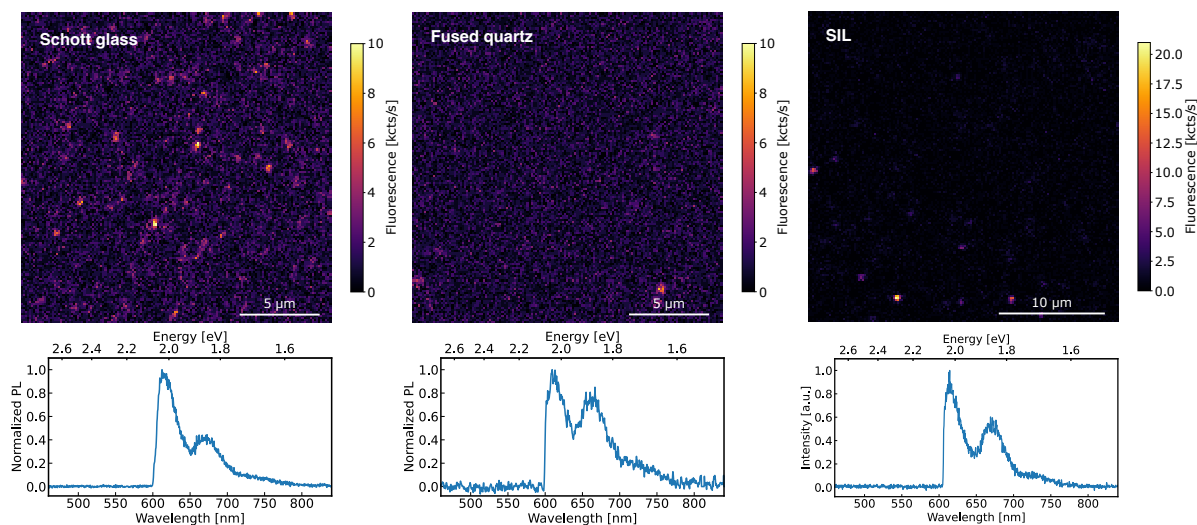 Schott glass
10
8
6
4
2
0
Fluorescence [kcts/s]
5 µm
Fused quartz
10
8
6
4
2
0
Fluorescence [kcts/s]
5 µm
SIL
20.0
17.5
15.0
12.5
10.0
7.5
5.0
2.5
0.0
Fluorescence [kcts/s]
10 µm
Energy [eV]
2.6 2.4 2.2 2.0 1.8 1.6
Normalized PL
1.0
0.8
0.6
0.4
0.2
0.0
500 550 600 650 700 750 800
Wavelength [nm]
Energy [eV]
2.6 2.4 2.2 2.0 1.8 1.6
Normalized PL
1.0
0.8
0.6
0.4
0.2
0.0
500 550 600 650 700 750 800
Wavelength [nm]
Energy [eV]
2.6 2.4 2.2 2.0 1.8 1.6
Intensity [a.u.]
1.0
0.8
0.6
0.4
0.2
0.0
500 550 600 650 700 750 800
Wavelength [nm]